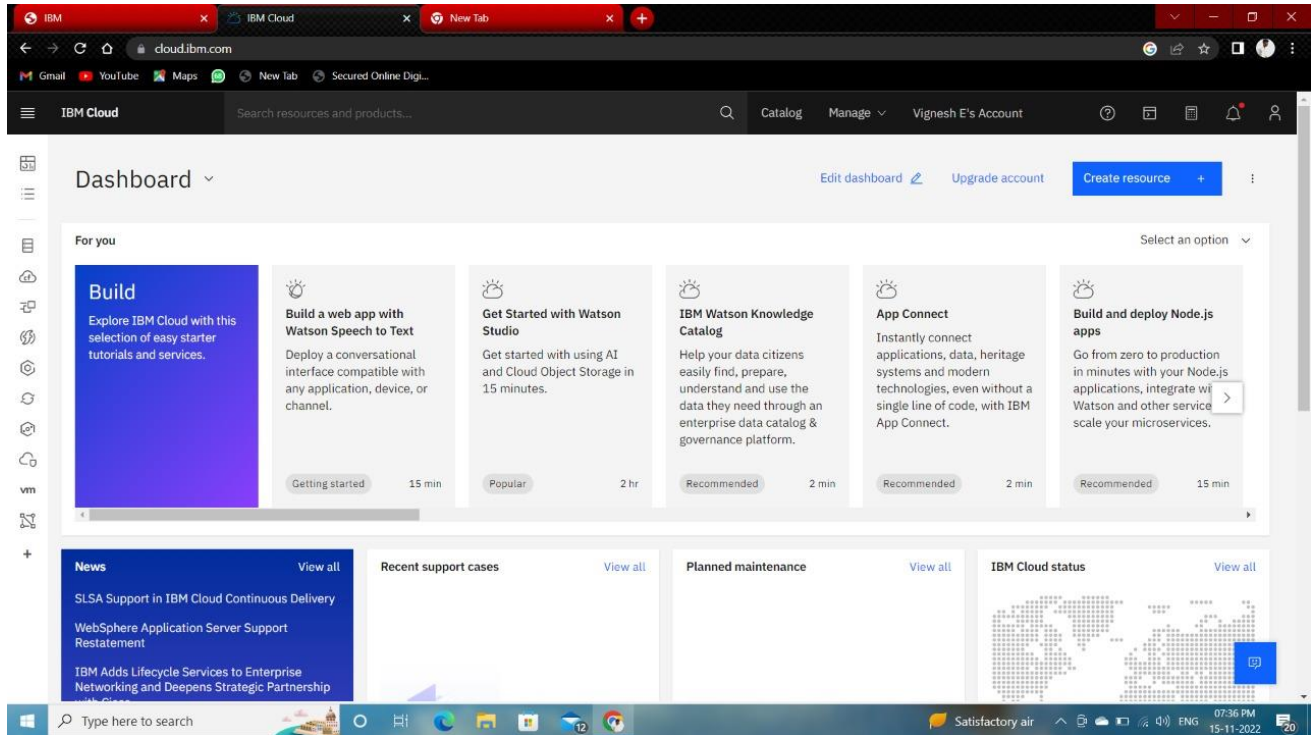 IBM
IBM Cloud
New Tab
cloud.ibm.com
Gmail YouTube Maps New Tab Secured Online Digi...
IBM Cloud Search resources and products... Catalog Manage Vignesh E's Account
Dashboard
Edit dashboard Upgrade account Create resource +
For you
Select an option
Build
Explore IBM Cloud with this
selection of easy starter
tutorials and services.
Build a web app with
Watson Speech to Text
Deploy a conversational
interface compatible with
any application, device, or
channel.
Getting started 15 min
Get Started with Watson
Studio
Get started with using AI
and Cloud Object Storage in
15 minutes.
Popular 2 hr
IBM Watson Knowledge
Catalog
Help your data citizens
easily find, prepare,
understand and use the
data they need through an
enterprise data catalog &
governance platform.
Recommended 2 min
App Connect
Instantly connect
applications, data, heritage
systems and modern
technologies, even without a
single line of code, with IBM
App Connect.
Recommended 2 min
Build and deploy Node.js
apps
Go from zero to production
in minutes with your Node.js
applications, integrate
Watson and other service
scale your microservices.
Recommended 15 min
vm
News View all
SLSA Support in IBM Cloud Continuous Delivery
WebSphere Application Server Support
Restatement
IBM Adds Lifecycle Services to Enterprise
Networking and Deepens Strategic Partnership
Recent support cases View all
Planned maintenance View all
IBM Cloud status View all
Type here to search
12
Satisfactory air
ENG
07:36 PM
15-11-2022
20